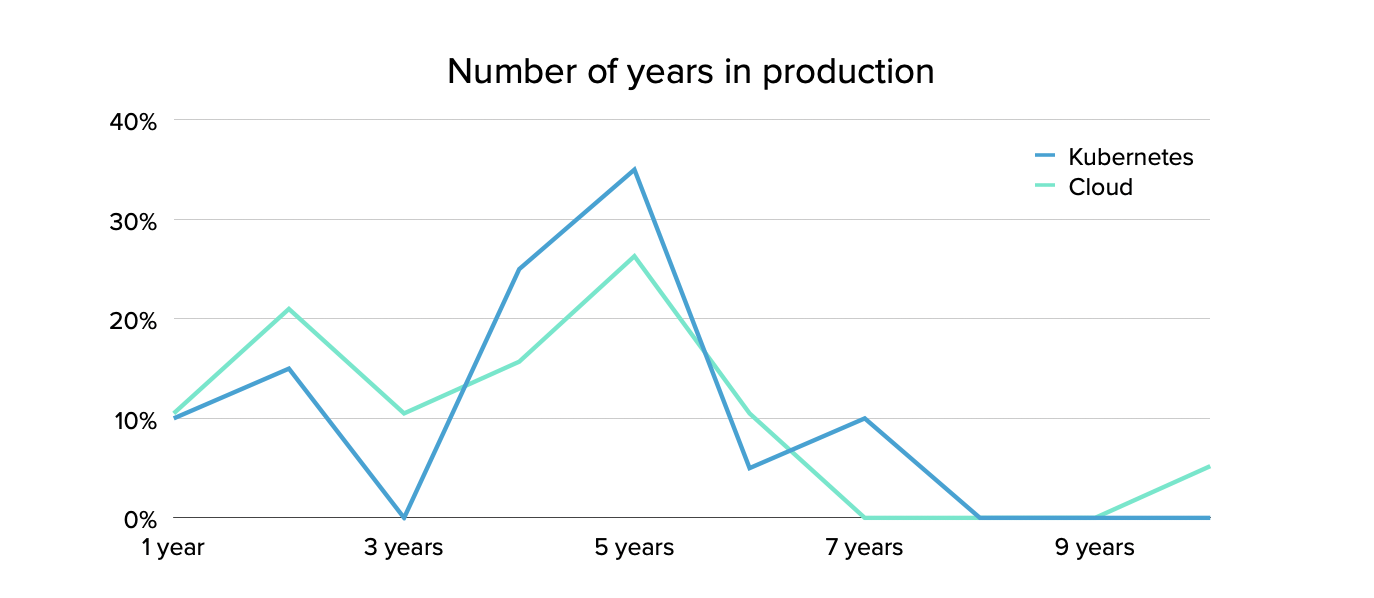 Number of years in production
40%
Kubernetes
Cloud
30%
20%
10%
0%
1 year 3 years 5 years 7 years 9 years